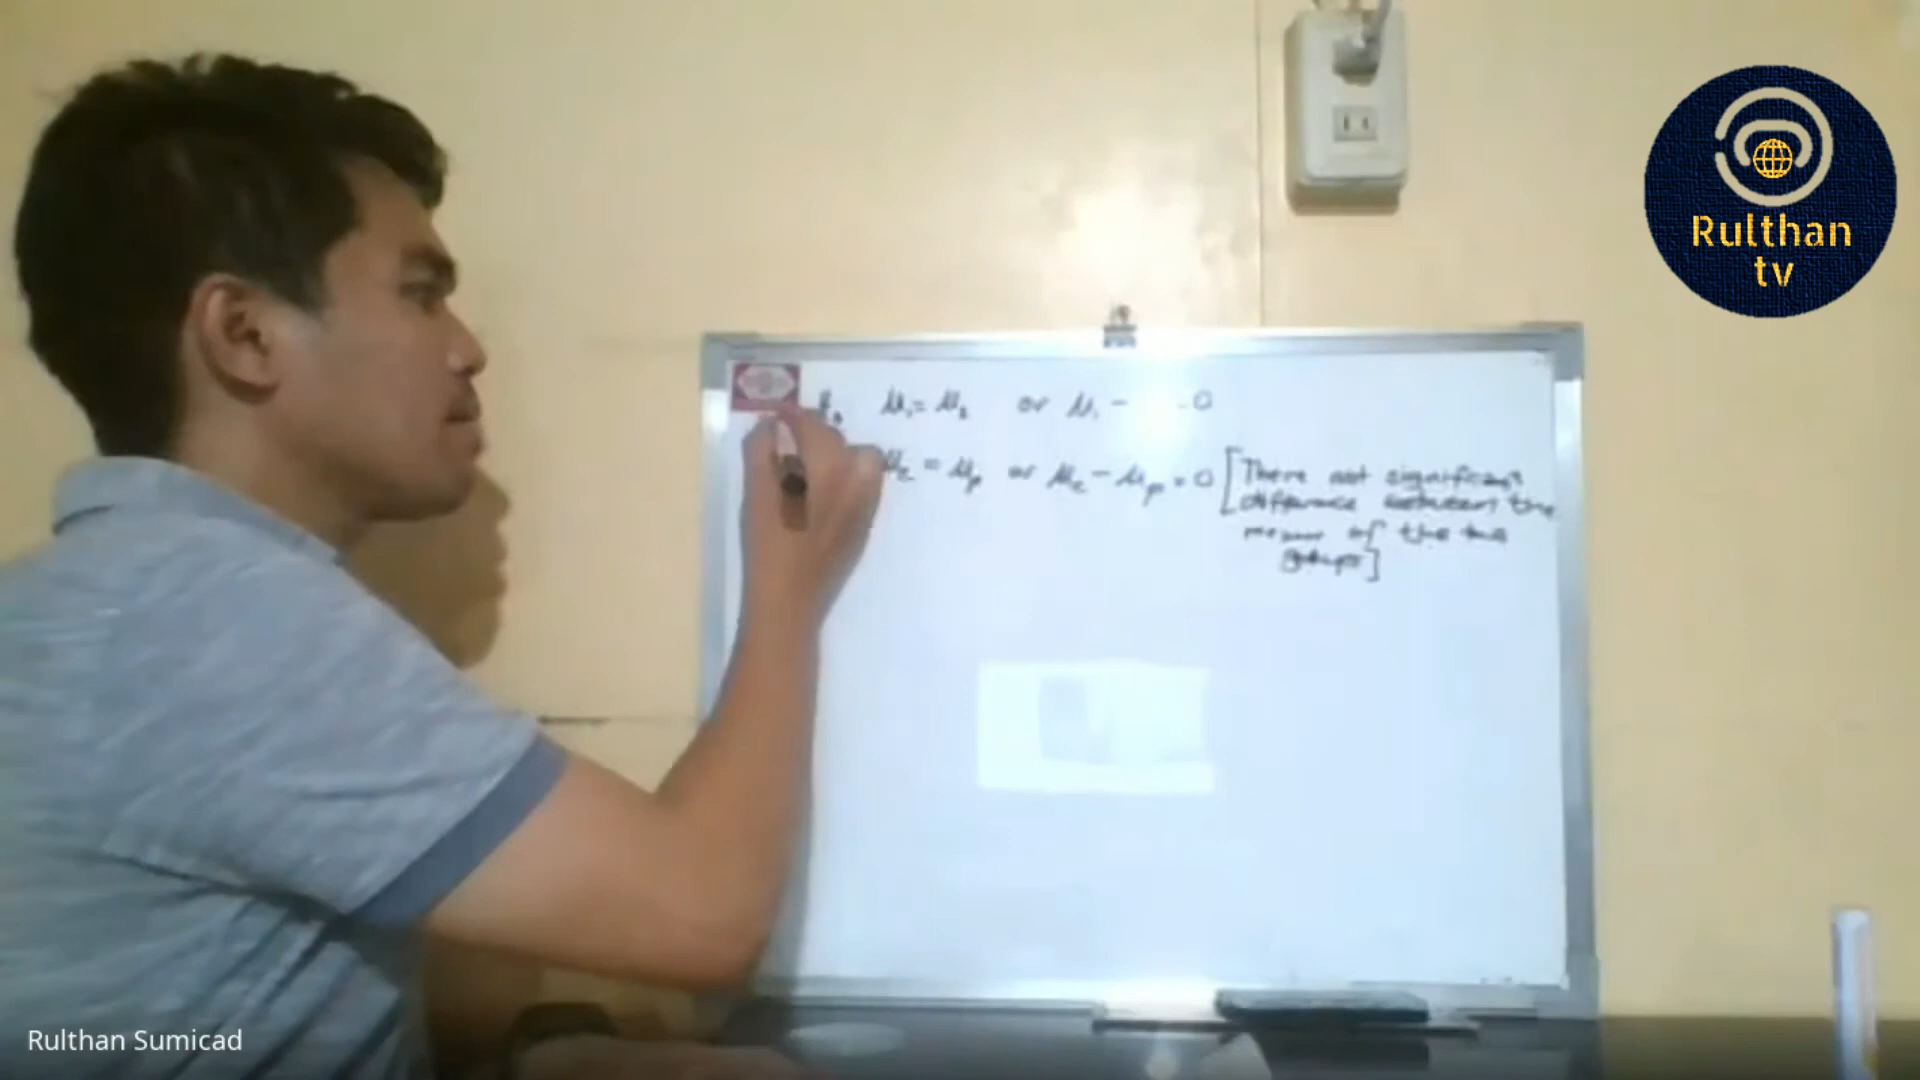 Rulthan
tv
μ₁ = μ₂ or μ₁ - 0
μc = μp or μc - μp = 0 [There not significant
difference between the
mean of the two
groups]
Rulthan Sumicad